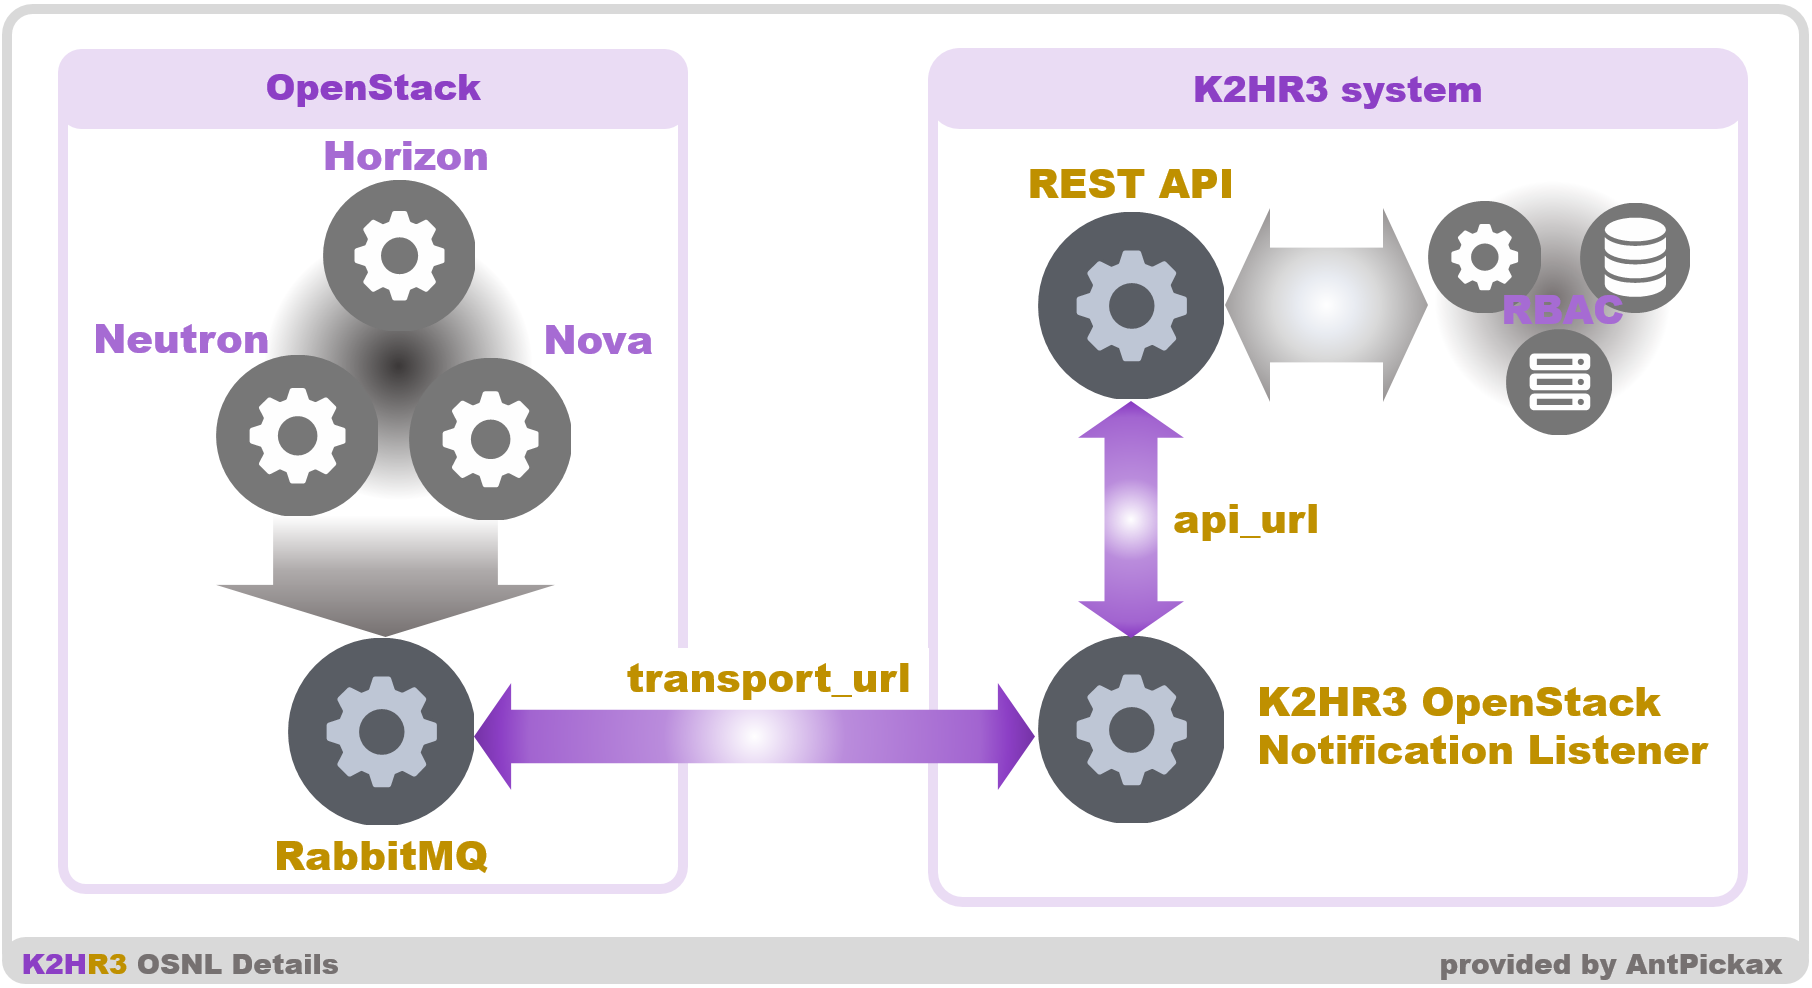 OpenStack
Horizon
Neutron
Nova
RabbitMQ
transport_url
K2HR3 system
REST API
RBAC
api_url
K2HR3 OpenStack
Notification Listener
K2HR3 OSNL Details
provided by AntPickax